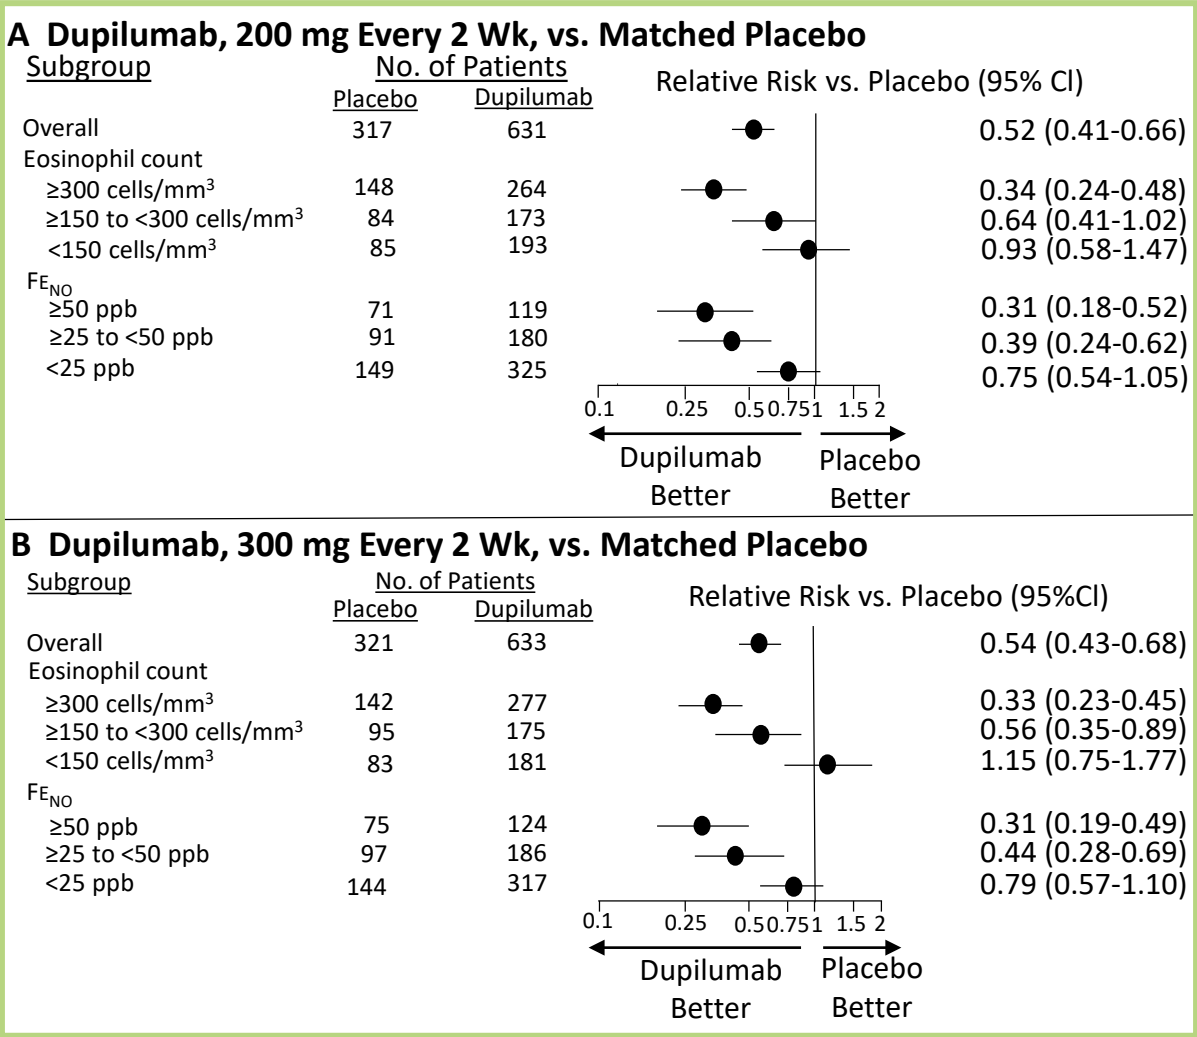 A Dupilumab, 200 mg Every 2 Wk, vs. Matched Placebo
Subgroup No. of Patients Relative Risk vs. Placebo (95% Cl)
Placebo Dupilumab
Overall 317 631 0.52 (0.41-0.66)
Eosinophil count
≥300 cells/mm³ 148 264 0.34 (0.24-0.48)
≥150 to <300 cells/mm³ 84 173 0.64 (0.41-1.02)
<150 cells/mm³ 85 193 0.93 (0.58-1.47)
FENO
≥50 ppb 71 119 0.31 (0.18-0.52)
≥25 to <50 ppb 91 180 0.39 (0.24-0.62)
<25 ppb 149 325 0.75 (0.54-1.05)
0.1 0.25 0.5 0.75 1 1.5 2
Dupilumab Placebo
Better Better
B Dupilumab, 300 mg Every 2 Wk, vs. Matched Placebo
Subgroup No. of Patients Relative Risk vs. Placebo (95%Cl)
Placebo Dupilumab
Overall 321 633 0.54 (0.43-0.68)
Eosinophil count
≥300 cells/mm³ 142 277 0.33 (0.23-0.45)
≥150 to <300 cells/mm³ 95 175 0.56 (0.35-0.89)
<150 cells/mm³ 83 181 1.15 (0.75-1.77)
FENO
≥50 ppb 75 124 0.31 (0.19-0.49)
≥25 to <50 ppb 97 186 0.44 (0.28-0.69)
<25 ppb 144 317 0.79 (0.57-1.10)
0.1 0.25 0.5 0.75 1 1.5 2
Dupilumab Placebo
Better Better